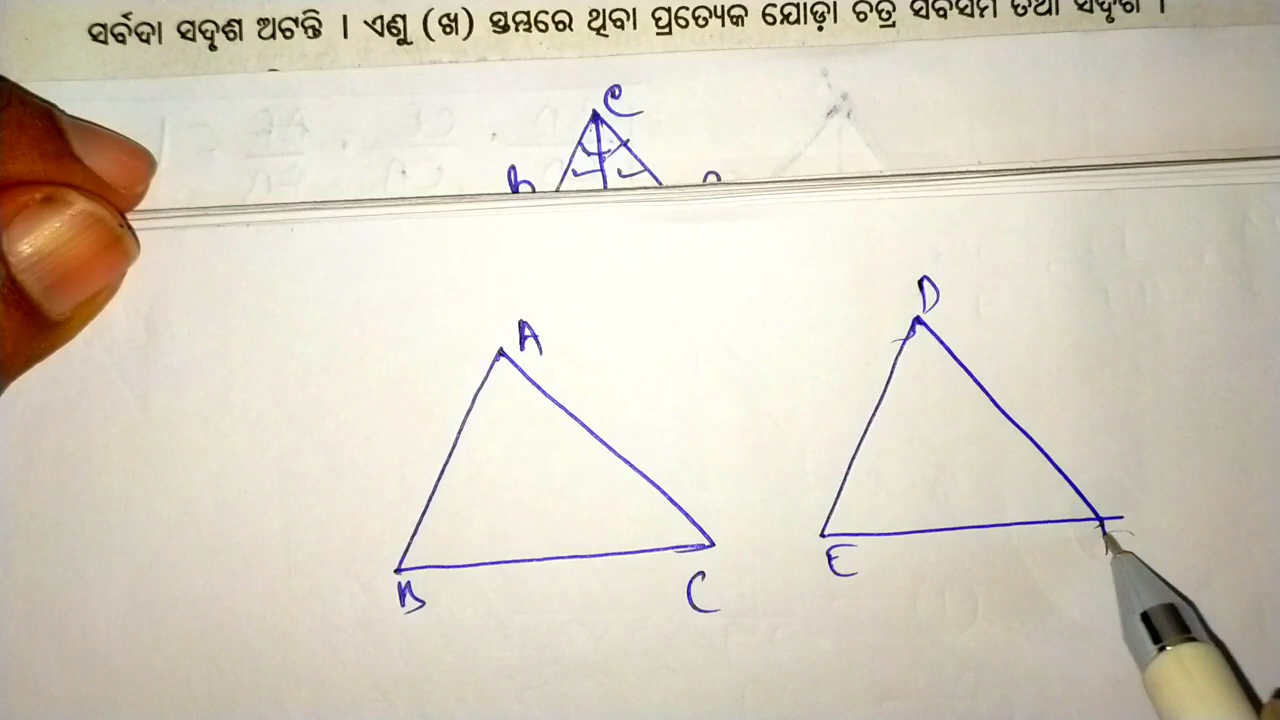 ସର୍ବଦା ସଦୃଶ ଅଟନ୍ତି । ଏଣୁ (ଖ) ସ୍ତମ୍ଭରେ ଥିବା ପ୍ରତ୍ୟେକ ଯୋଡ଼ା ଚିତ୍ର ସର୍ବସମ ତଥା ସଦୃଶ ।
C
D
A
E
B C